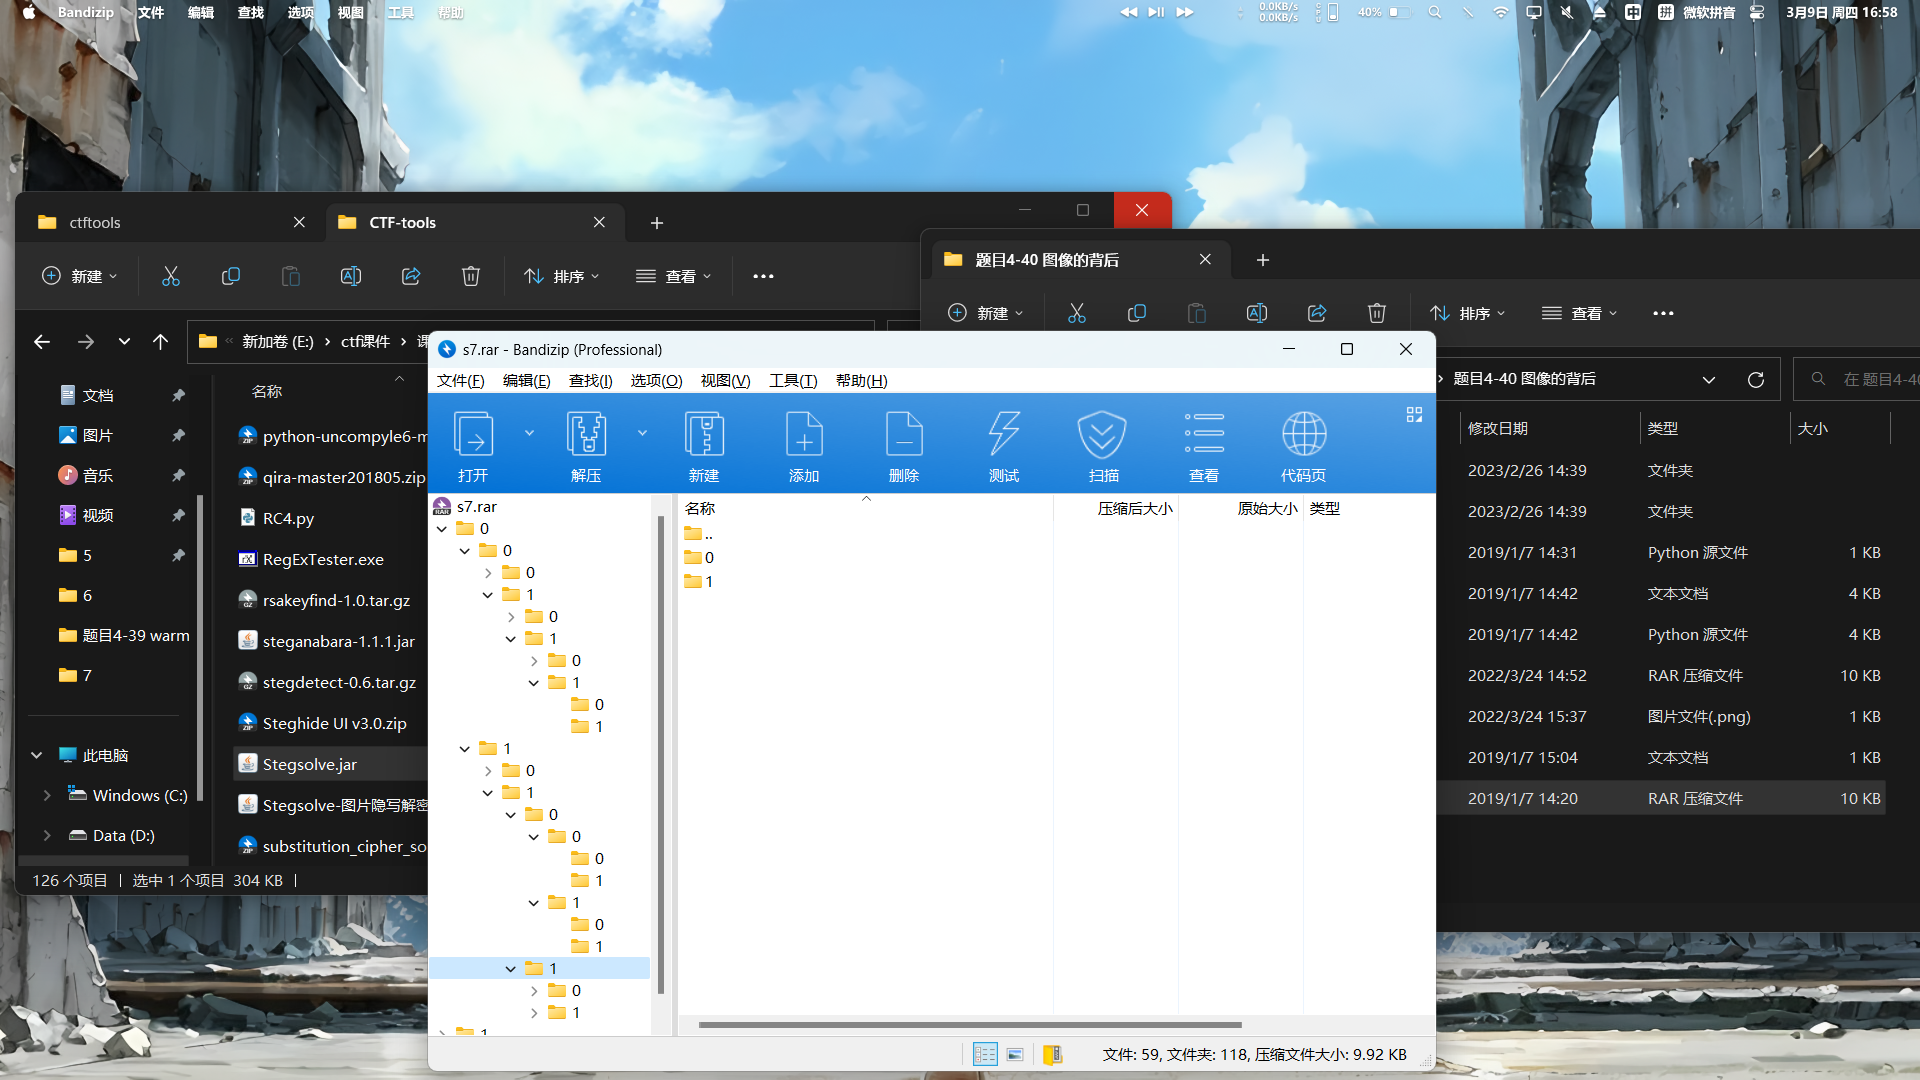 Bandizip 文件 编辑 查找 选项 视图 工具 帮助
0.0KB/s
0.0KB/s
40%
中 拼 微软拼音 3月9日 周四 16:58
ctftools
CTF-tools
新建
排序
查看
新加卷 (E:) › ctf课件 › 课
名称
文档
图片
音乐
视频
5
6
题目4-39 warm
7
此电脑
Windows (C:)
Data (D:)
python-uncompyle6-m
qira-master201805.zip
RC4.py
RegExTester.exe
rsakeyfind-1.0.tar.gz
steganabara-1.1.1.jar
stegdetect-0.6.tar.gz
Steghide UI v3.0.zip
Stegsolve.jar
Stegsolve-图片隐写解密
substitution_cipher_so
126 个项目 | 选中 1 个项目 304 KB |
题目4-40 图像的背后
新建
排序
查看
› 题目4-40 图像的背后
在 题目4-40
修改日期 类型 大小
2023/2/26 14:39 文件夹
2023/2/26 14:39 文件夹
2019/1/7 14:31 Python 源文件 1 KB
2019/1/7 14:42 文本文档 4 KB
2019/1/7 14:42 Python 源文件 4 KB
2022/3/24 14:52 RAR 压缩文件 10 KB
2022/3/24 15:37 图片文件(.png) 1 KB
2019/1/7 15:04 文本文档 1 KB
2019/1/7 14:20 RAR 压缩文件 10 KB
s7.rar - Bandizip (Professional)
文件(F) 编辑(E) 查找(I) 选项(O) 视图(V) 工具(T) 帮助(H)
打开 解压 新建 添加 删除 测试 扫描 查看 代码页
s7.rar
0
0
0
1
0
1
0
1
0
1
1
0
1
0
0
0
1
1
0
1
1
0
1
1
名称 压缩后大小 原始大小 类型
..
0
1
文件: 59, 文件夹: 118, 压缩文件大小: 9.92 KB